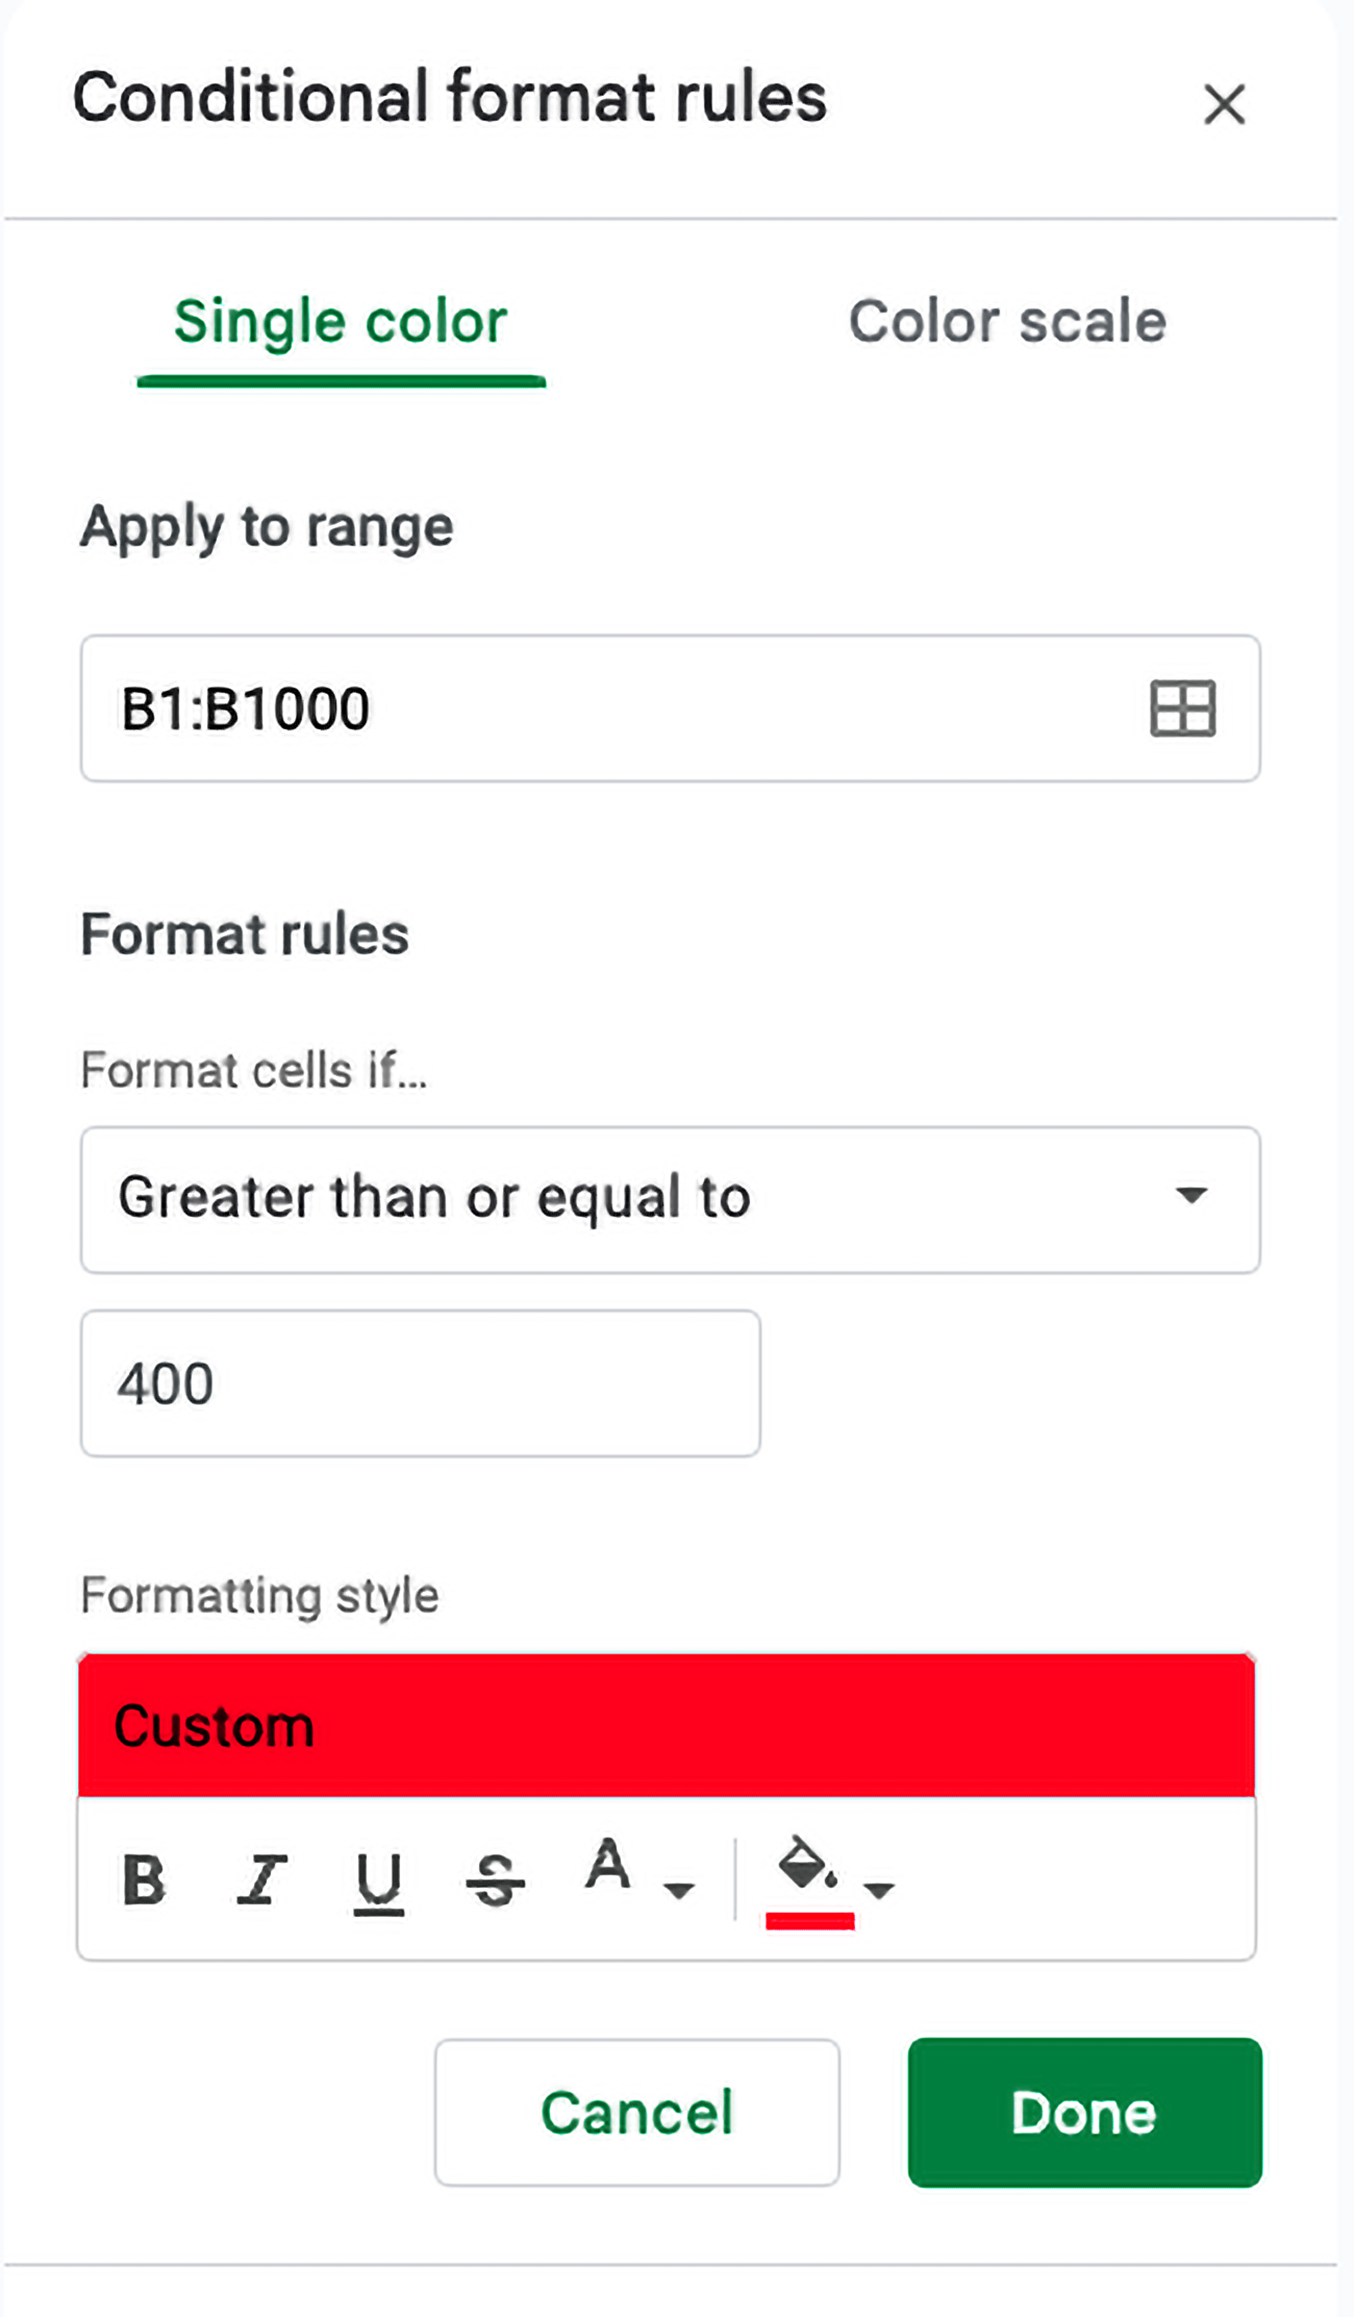 Conditional format rules
Single color
Color scale
Apply to range
B1:B1000
Format rules
Format cells if...
Greater than or equal to
400
Formatting style
Custom
B I U S A
Cancel
Done